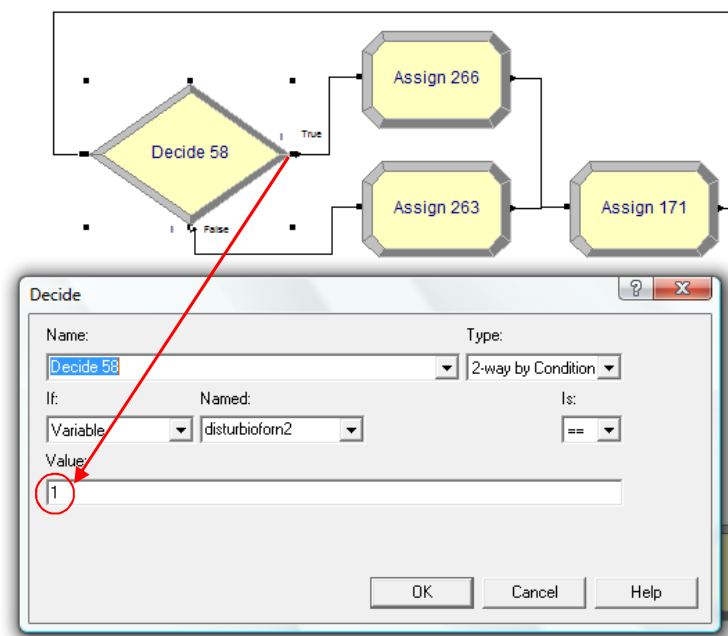 Assign 266
True
Decide 58
Assign 263
Assign 171
False
Decide
Name:
Type:
Decide 58
2-way by Condition
If:
Named:
Is:
Variable
disturbioforn2
==
Value:
1
OK
Cancel
Help